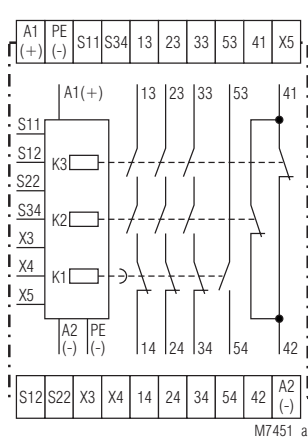 A1 (+) PE (-) S11 S34 13 23 33 53 41 X5
A1(+) 13 23 33 53 41
S11
S12
K3
S22
S34
K2
X3
X4
K1
X5
A2 (-) PE (-) 14 24 34 54 42
S12 S22 X3 X4 14 24 34 54 42 A2 (-)
M7451_a